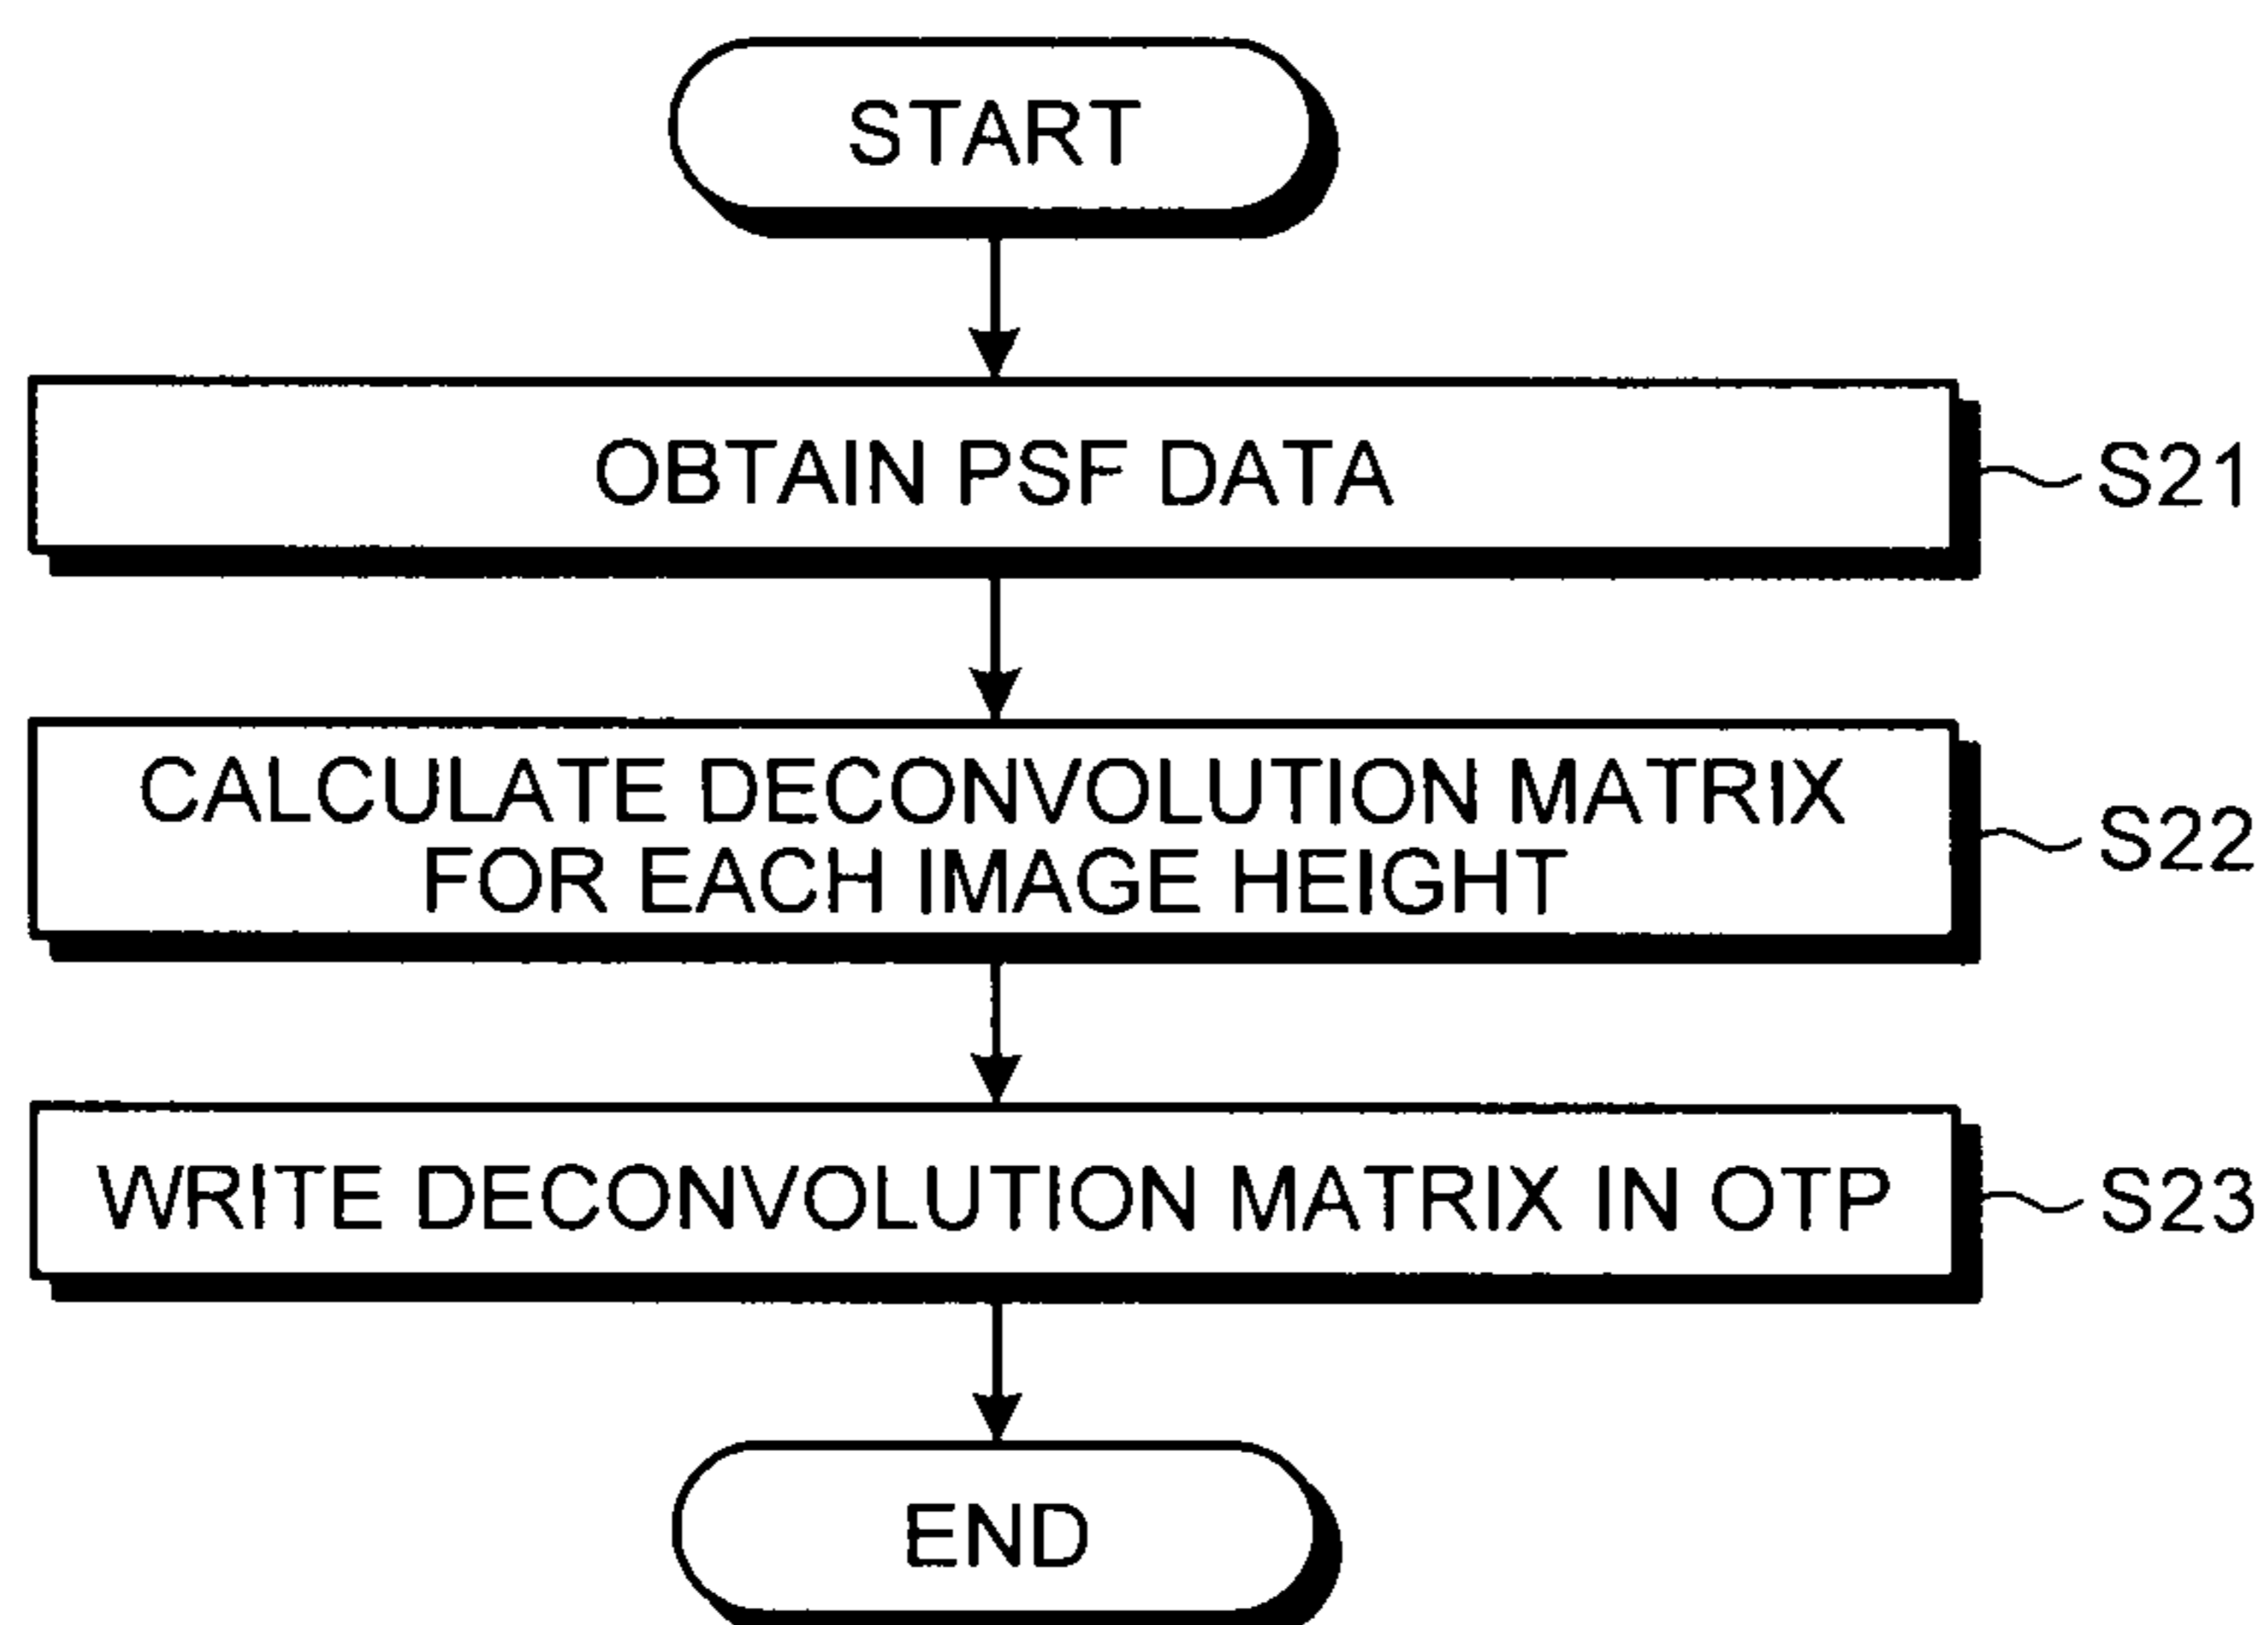 START
OBTAIN PSF DATA
S21
CALCULATE DECONVOLUTION MATRIX
FOR EACH IMAGE HEIGHT
S22
WRITE DECONVOLUTION MATRIX IN OTP
S23
END